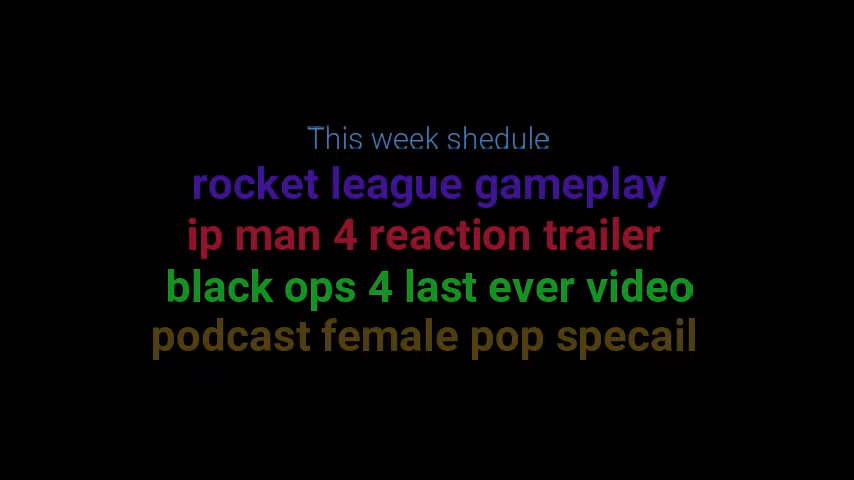 This week shedule
rocket league gameplay
ip man 4 reaction trailer
black ops 4 last ever video
podcast female pop specail